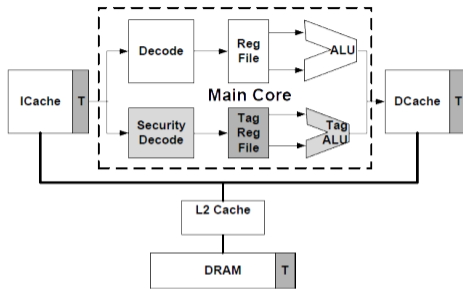 Decode
Reg
File
ALU
ICache
T
Main Core
DCache
T
Security
Decode
Tag
Reg
File
Tag
ALU
L2 Cache
DRAM
T